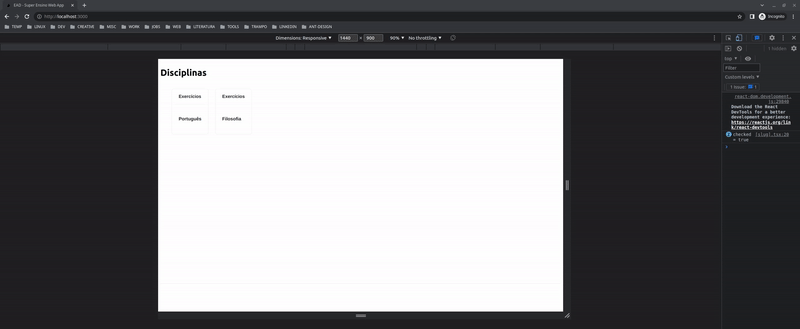 EAD - Super Ensino Web App
http://localhost:3000
Incognito
TEMP LINUX DEV CREATIVE MISC WORK JOBS WEB LITERATURA TOOLS TRAMPO LINKEDIN ANT-DESIGN
Dimensions: Responsive 1440 × 900 90% No throttling
1 hidden
top
Filter
Custom levels
1 Issue: 1
Disciplinas
Exercicios Exercicios
Português Filosofia
react-dom.development.
js:29840
Download the React
DevTools for a better
development experience:
https://reactjs.org/lin
k/react-devtools
checked [slug].tsx:26
true